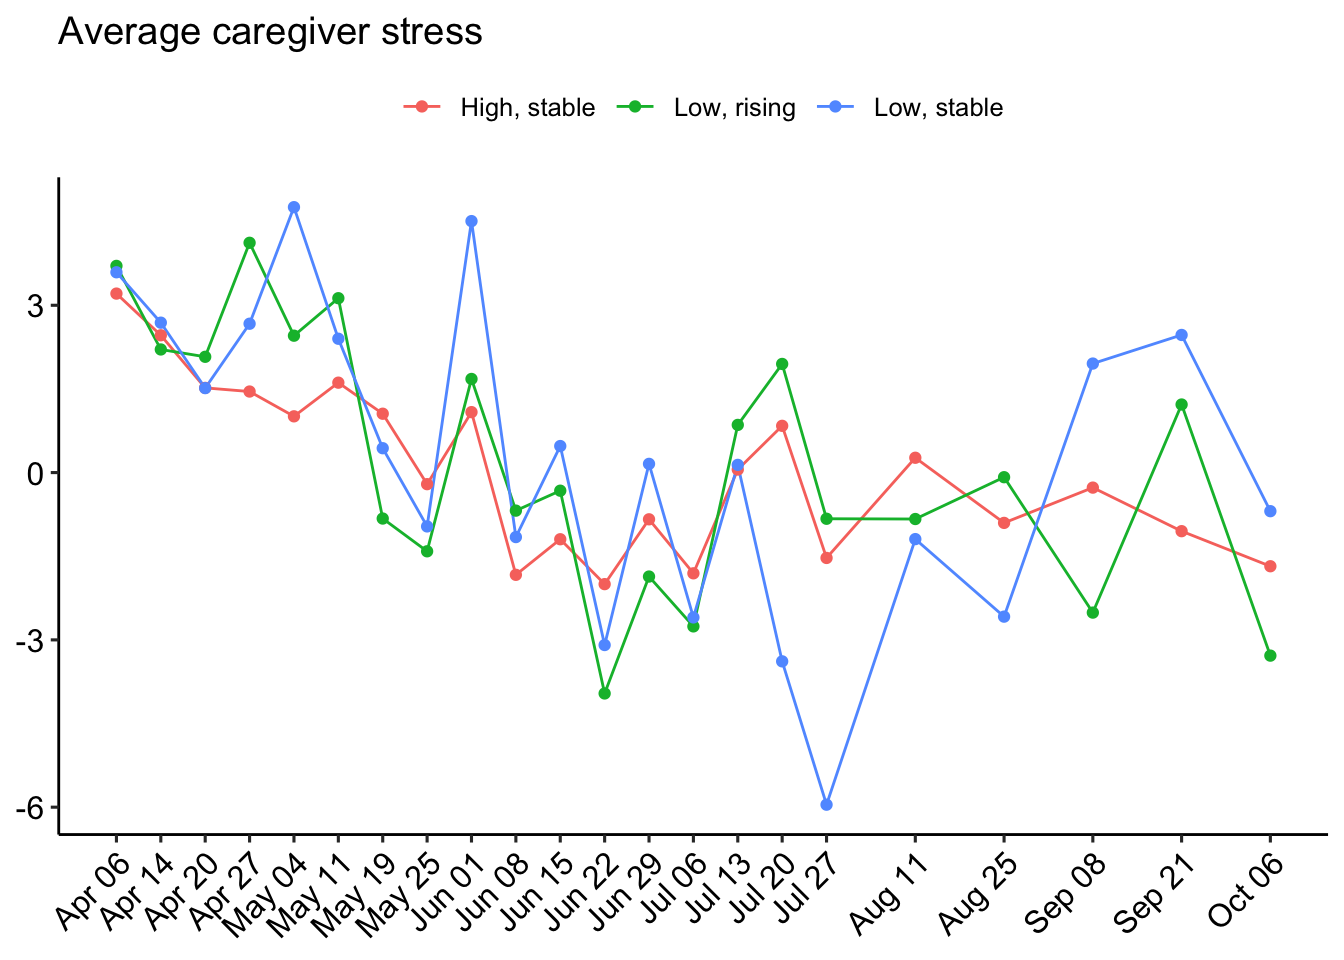 Average caregiver stress
High, stable Low, rising Low, stable
3
0
-3
-6
Apr 06 Apr 14 Apr 20 Apr 27 May 04 May 11 May 19 May 25 Jun 01 Jun 08 Jun 15 Jun 22 Jun 29 Jul 06 Jul 13 Jul 20 Jul 27 Aug 11 Aug 25 Sep 08 Sep 21 Oct 06